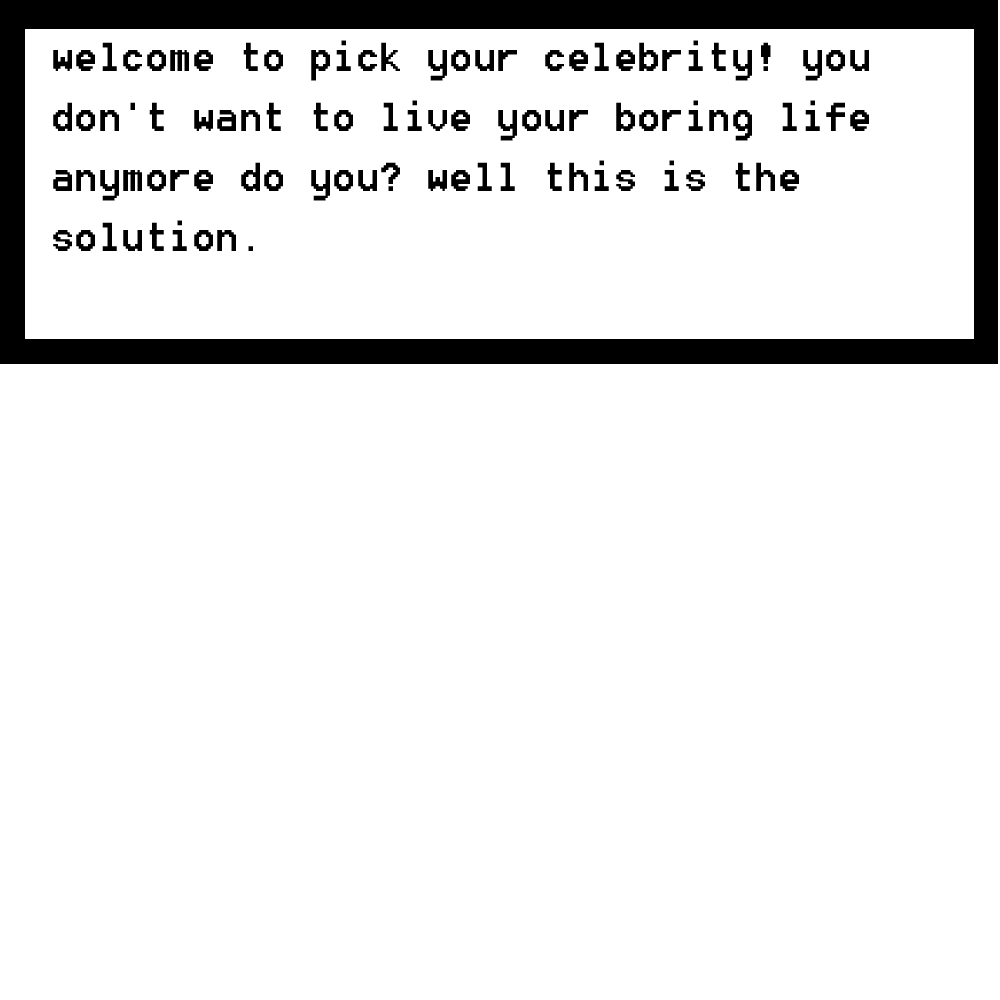 welcome to pick your celebrity! you
don't want to live your boring life
anymore do you? well this is the
solution.